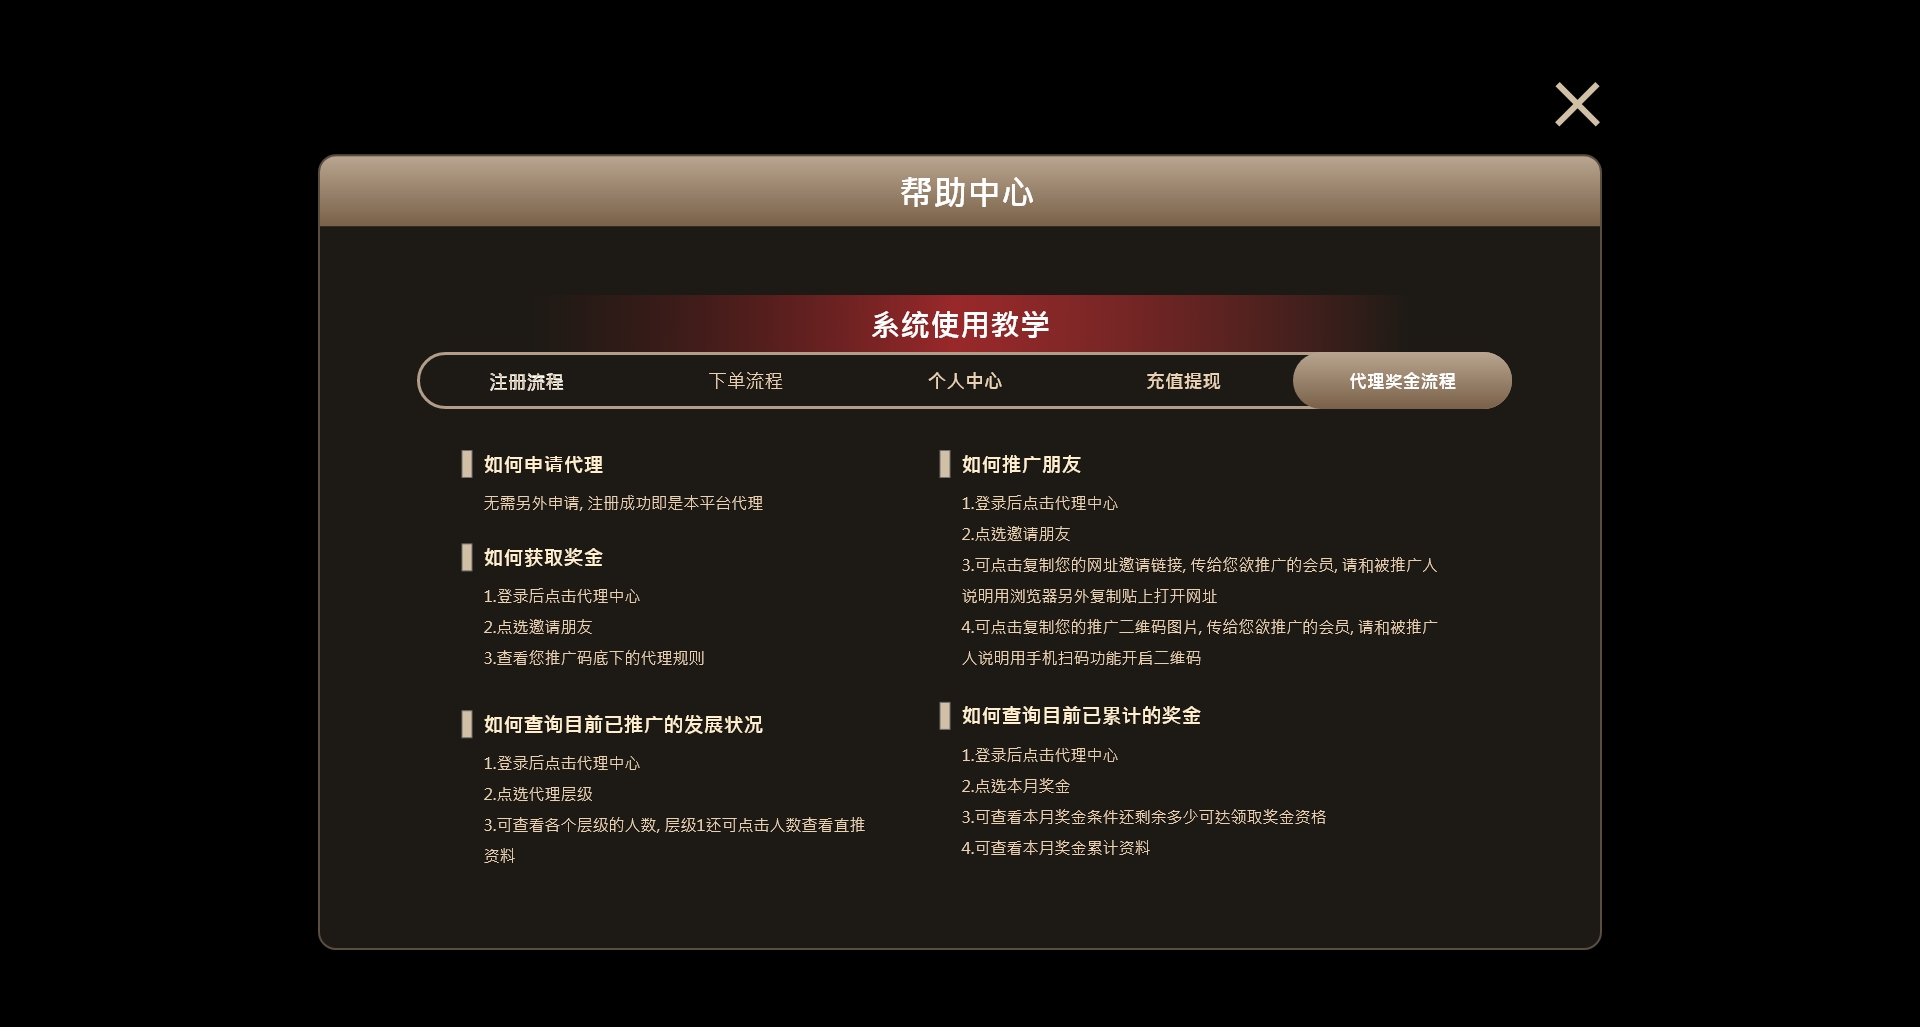 帮助中心
系统使用教学
注册流程
下单流程
个人中心
充值提现
代理奖金流程
如何申请代理
无需另外申请, 注册成功即是本平台代理
如何获取奖金
1.登录后点击代理中心
2.点选邀请朋友
3.查看您推广码底下的代理规则
如何查询目前已推广的发展状况
1.登录后点击代理中心
2.点选代理层级
3.可查看各个层级的人数, 层级1还可点击人数查看直推
资料
如何推广朋友
1.登录后点击代理中心
2.点选邀请朋友
3.可点击复制您的网址邀请链接, 传给您欲推广的会员, 请和被推广人
说明用浏览器另外复制贴上打开网址
4.可点击复制您的推广二维码图片, 传给您欲推广的会员, 请和被推广
人说明用手机扫码功能开启二维码
如何查询目前已累计的奖金
1.登录后点击代理中心
2.点选本月奖金
3.可查看本月奖金条件还剩余多少可达领取奖金资格
4.可查看本月奖金累计资料